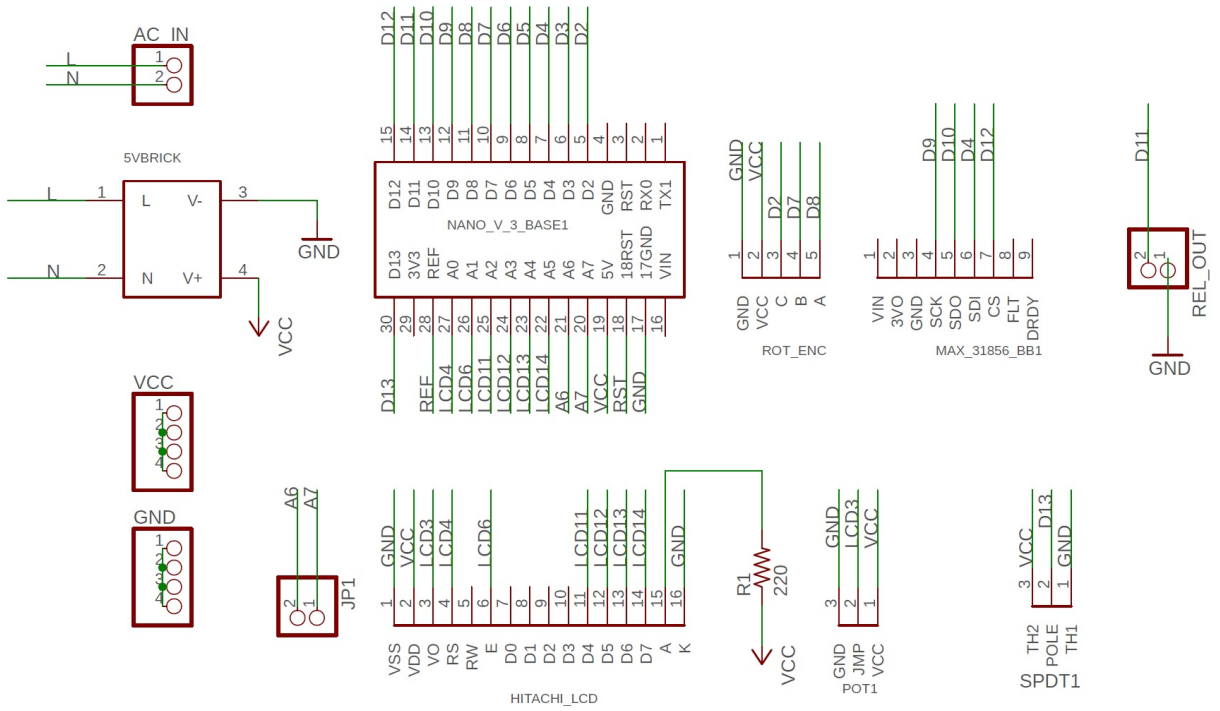 AC IN
1
2
L
N
5VBRICK
L
N
1
2
L
N
V-
V+
3
4
GND
VCC
VCC
1
2
3
4
GND
1
2
3
4
D12
D11
D10
D9
D8
D7
D6
D5
D4
D3
D2
15
14
13
12
11
10
9
8
7
6
5
4
3
2
1
D12
D11
D10
D9
D8
D7
D6
D5
D4
D3
D2
GND
RST
RX0
TX1
NANO_V_3_BASE1
D13
3V3
REF
A0
A1
A2
A3
A4
A5
A6
A7
5V
18RST
17GND
VIN
30
29
28
27
26
25
24
23
22
21
20
19
18
17
16
D13
REF
LCD4
LCD6
LCD11
LCD12
LCD13
LCD14
A6
A7
VCC
RST
GND
GND
VCC
D2
D7
D8
1
2
3
4
5
GND
VCC
C
B
A
ROT_ENC
D9
D10
D4
D12
1
2
3
4
5
6
7
8
9
VIN
3VO
GND
SCK
SDO
SDI
CS
FLT
DRDY
MAX_31856_BB1
D11
2
1
REL_OUT
GND
A6
A7
2
1
JP1
GND
VCC
LCD3
LCD4
LCD6
LCD11
LCD12
LCD13
LCD14
GND
1
2
3
4
5
6
7
8
9
10
11
12
13
14
15
16
VSS
VDD
VO
RS
RW
E
D0
D1
D2
D3
D4
D5
D6
D7
A
K
HITACHI_LCD
R1
220
VCC
GND
LCD3
VCC
3
2
1
GND
JMP
VCC
POT1
VCC
D13
GND
3
2
1
TH2
POLE
TH1
SPDT1